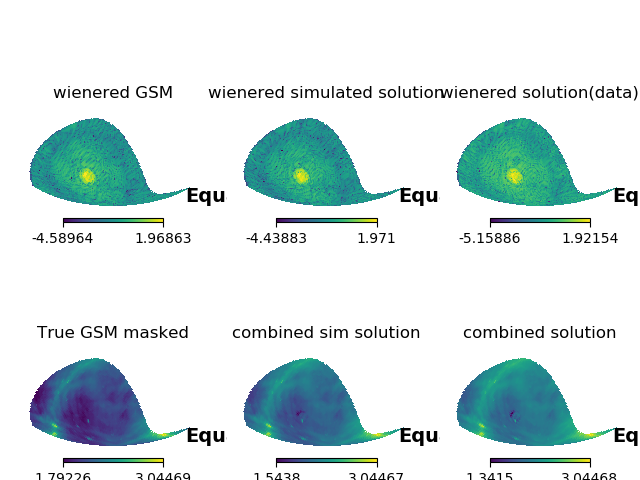 wienered GSM
wienered simulated solution
wienered solution(data)
Equ
Equ
Eq
-4.58964 1.96863
-4.43883 1.971
-5.15886 1.92154
True GSM masked
combined sim solution
combined solution
Equ
Equ
Eq
1.79226 3.04469
1.5438 3.04467
1.3415 3.04468